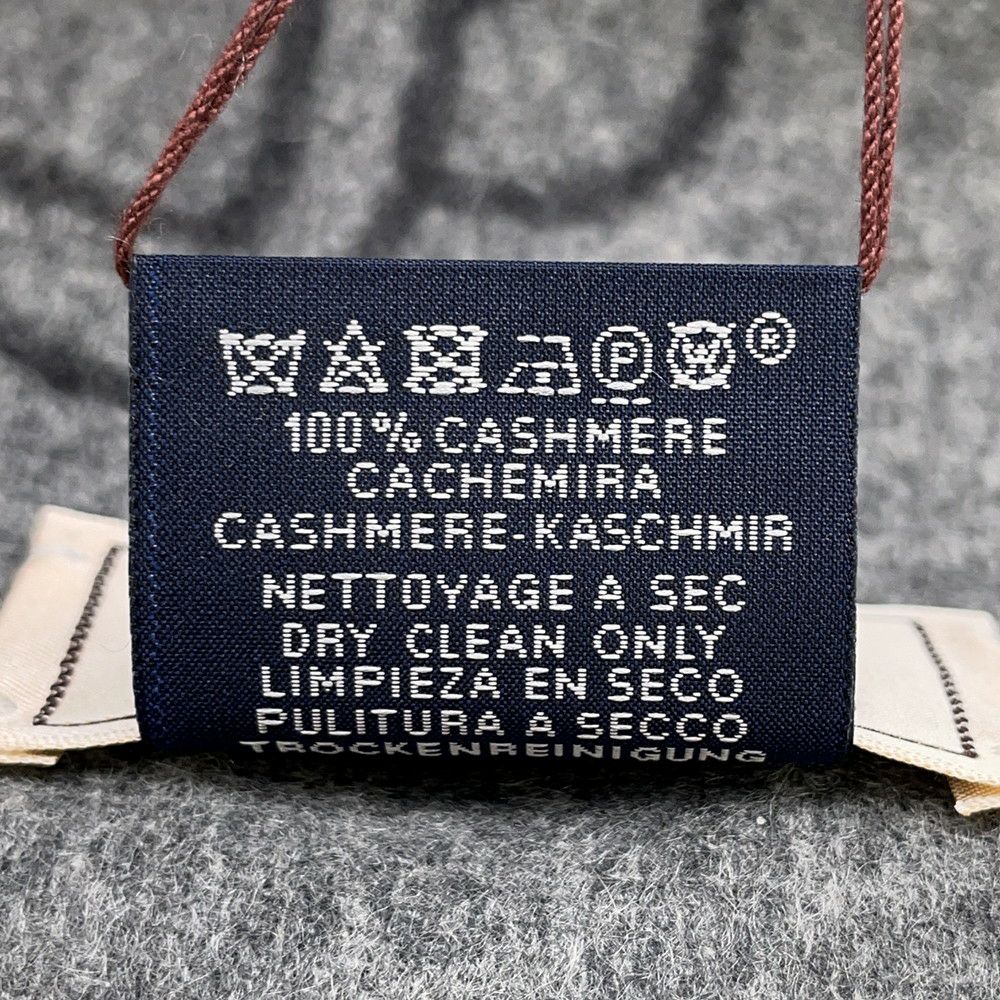 P W ®
100% CASHMERE
CACHEMIRA
CASHMERE-KASCHMIR
NETTOYAGE A SEC
DRY CLEAN ONLY
LIMPIEZA EN SECO
PULITURA A SECCO
TROCKENREINIGUNG